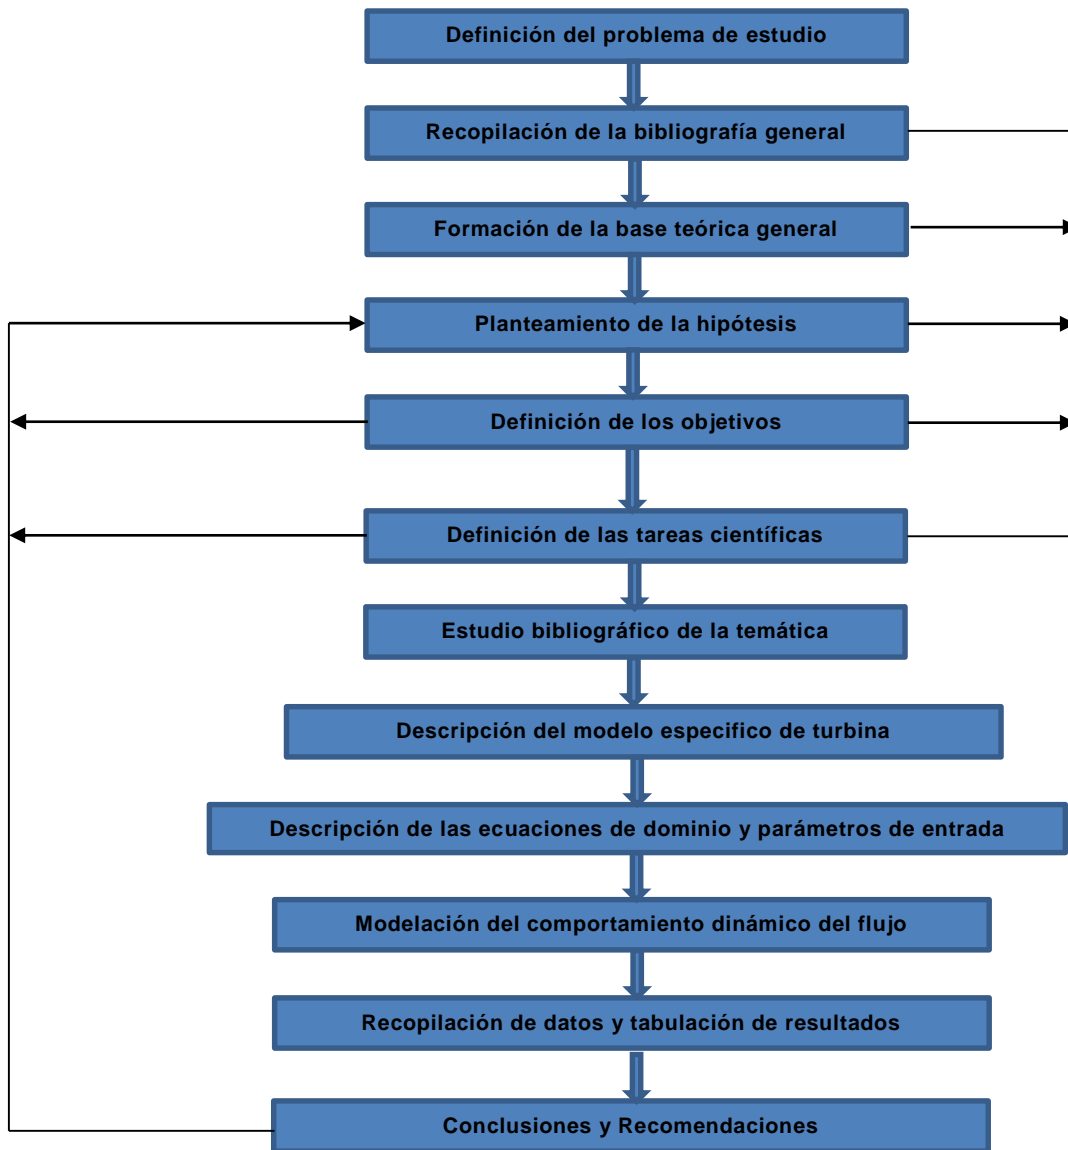 Definición del problema de estudio
Recopilación de la bibliografía general
Formación de la base teórica general
Planteamiento de la hipótesis
Definición de los objetivos
Definición de las tareas científicas
Estudio bibliográfico de la temática
Descripción del modelo especifico de turbina
Descripción de las ecuaciones de dominio y parámetros de entrada
Modelación del comportamiento dinámico del flujo
Recopilación de datos y tabulación de resultados
Conclusiones y Recomendaciones